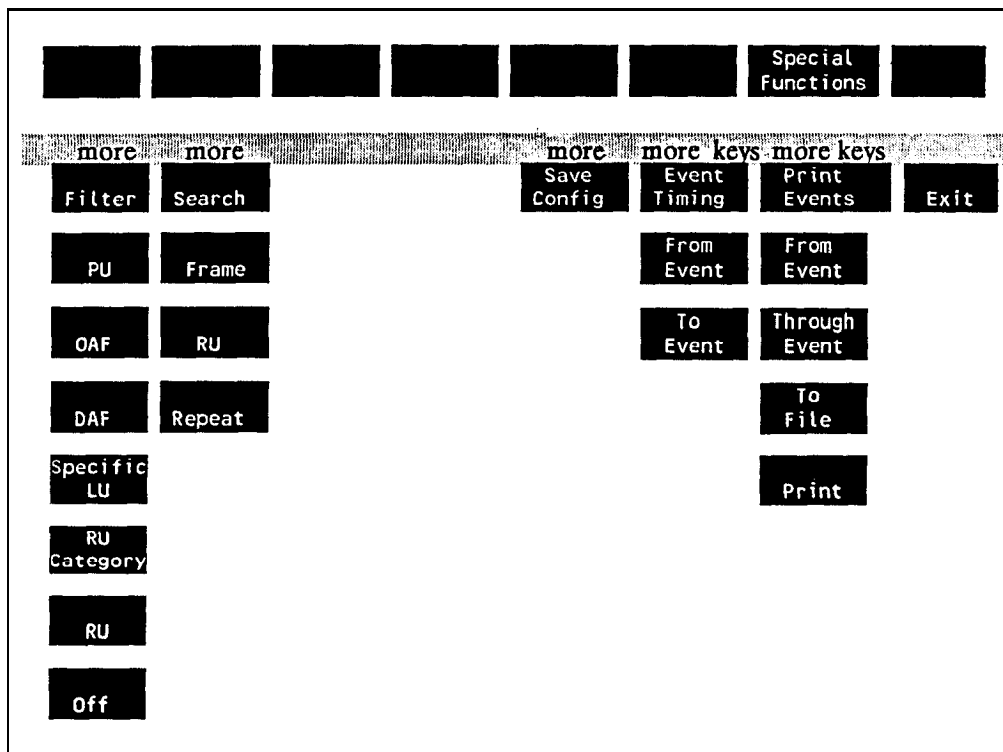 Special
Functions
more more more more keys more keys
Filter
Search
Save
Config
Event
Timing
Print
Events
Exit
PU
Frame
From
Event
From
Event
OAF
RU
To
Event
Through
Event
DAF
Repeat
To
File
Specific
LU
Print
RU
Category
RU
Off